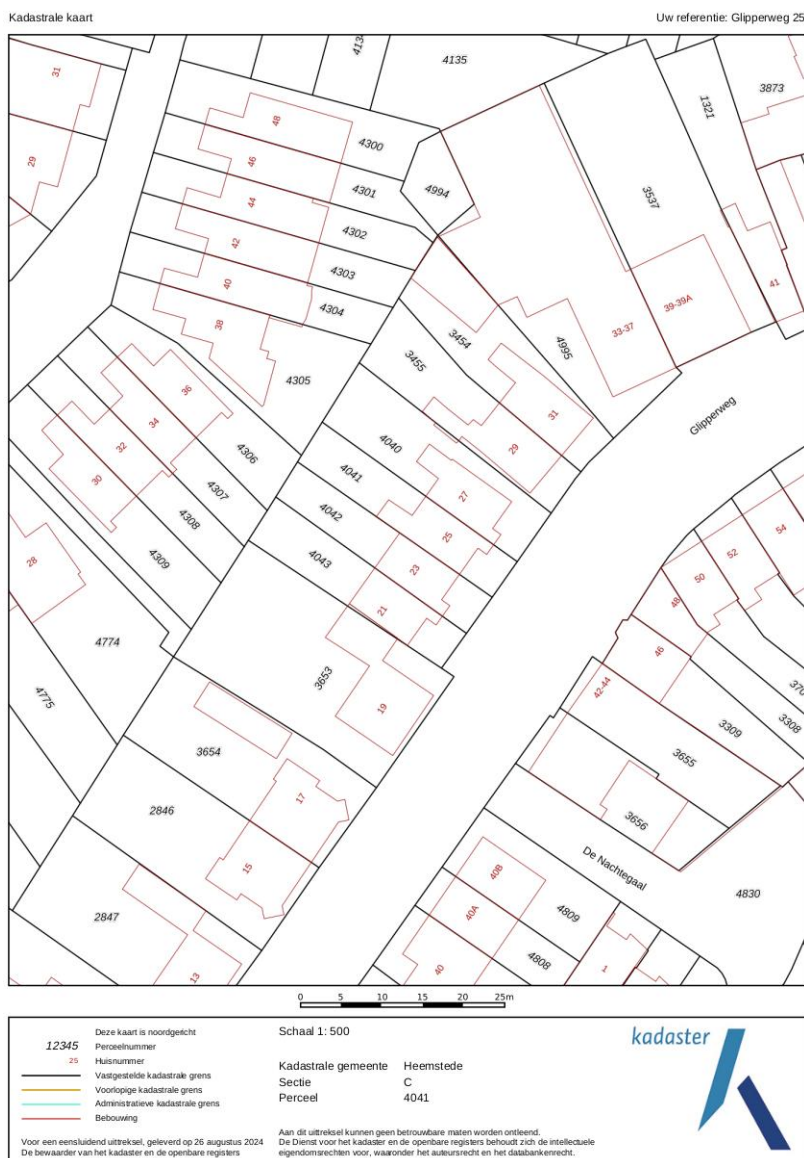 Kadastrale kaart
Uw referentie: Glipperweg 25
31
4135
3873
48
4300
1321
29
46
4301
4994
44
4302
3537
42
4303
40
4304
39-39A
41
38
33-37
3454
4995
4305
3455
Glipperweg
36
31
34
4306
4040
29
32
4307
4041
27
30
4308
4042
25
54
4309
4043
23
52
28
21
50
48
4774
46
3653
42-44
4775
19
3309
3308
3654
3655
17
2846
3656
De Nachtegaal
15
40B
4830
2847
40A
4809
4808
13
40
1
0 5 10 15 20 25m
Deze kaart is noordgericht
12345 Perceelnummer
25 Huisnummer
Vastgestelde kadastrale grens
Voorlopige kadastrale grens
Administratieve kadastrale grens
Bebouwing
Voor een eensluidend uittreksel, geleverd op 26 augustus 2024
De bewaarder van het kadaster en de openbare registers
Schaal 1: 500
Kadastrale gemeente Heemstede
Sectie C
Perceel 4041
Aan dit uittreksel kunnen geen betrouwbare maten worden ontleend.
De Dienst voor het kadaster en de openbare registers behoudt zich de intellectuele
eigendomsrechten voor, waaronder het auteursrecht en het databankenrecht.
kadaster